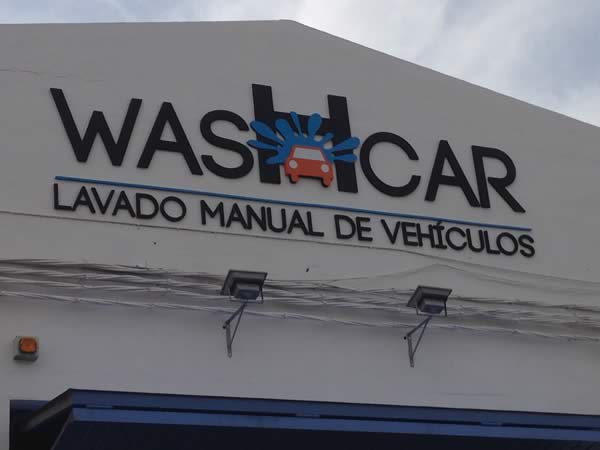 WASHCAR
LAVADO MANUAL DE VEHÍCULOS